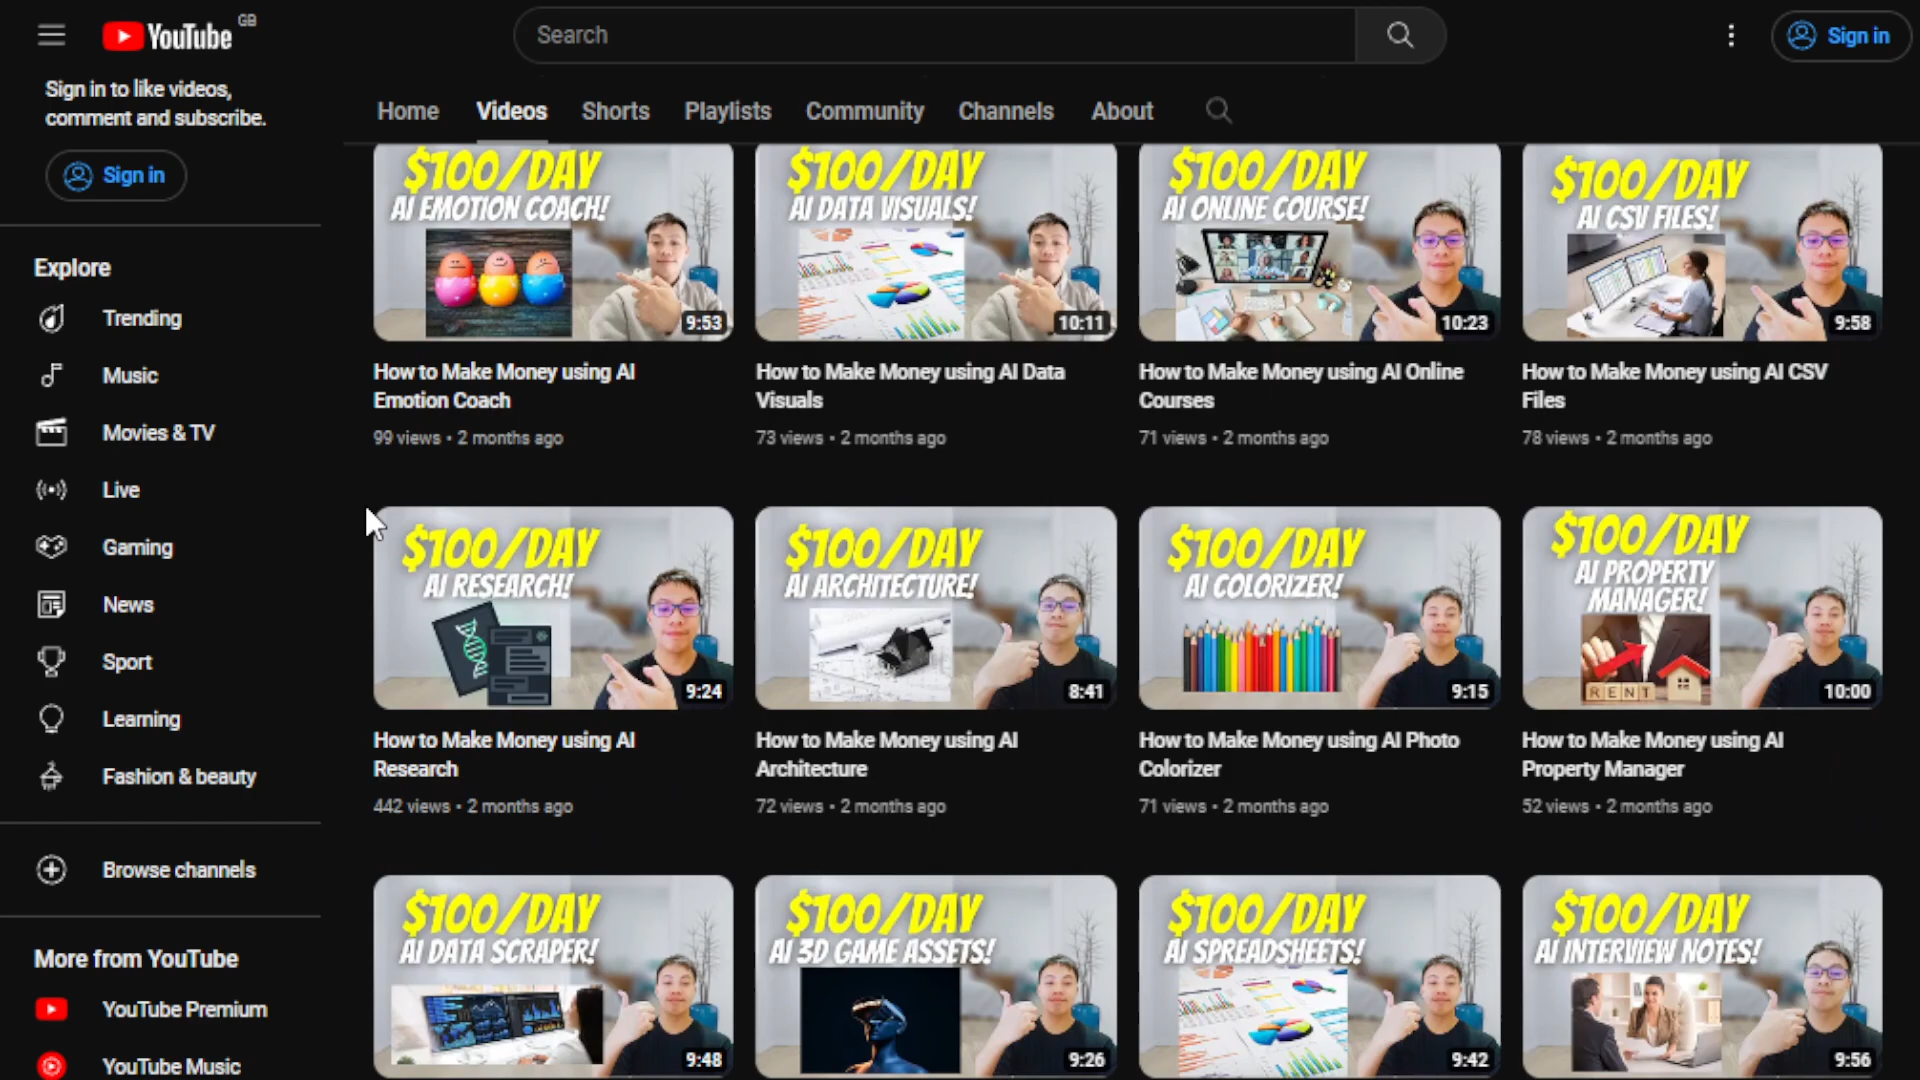 YouTube GB
Search
Sign in
Sign in to like videos,
comment and subscribe.
Sign in
Explore
Trending
Music
Movies & TV
Live
Gaming
News
Sport
Learning
Fashion & beauty
Browse channels
More from YouTube
YouTube Premium
YouTube Music
Home Videos Shorts Playlists Community Channels About
$100/DAY
AI EMOTION COACH!
9:53
How to Make Money using AI
Emotion Coach
99 views • 2 months ago
$100/DAY
AI DATA VISUALS!
10:11
How to Make Money using AI Data
Visuals
73 views • 2 months ago
$100/DAY
AI ONLINE COURSE!
10:23
How to Make Money using AI Online
Courses
71 views • 2 months ago
$100/DAY
AI CSV FILES!
9:58
How to Make Money using AI CSV
Files
78 views • 2 months ago
$100/DAY
AI RESEARCH!
9:24
How to Make Money using AI
Research
442 views • 2 months ago
$100/DAY
AI ARCHITECTURE!
8:41
How to Make Money using AI
Architecture
72 views • 2 months ago
$100/DAY
AI COLORIZER!
9:15
How to Make Money using AI Photo
Colorizer
71 views • 2 months ago
$100/DAY
AI PROPERTY
MANAGER!
RENT
10:00
How to Make Money using AI
Property Manager
52 views • 2 months ago
$100/DAY
AI DATA SCRAPER!
9:48
$100/DAY
AI 3D GAME ASSETS!
9:26
$100/DAY
AI SPREADSHEETS!
9:42
$100/DAY
AI INTERVIEW NOTES!
9:56